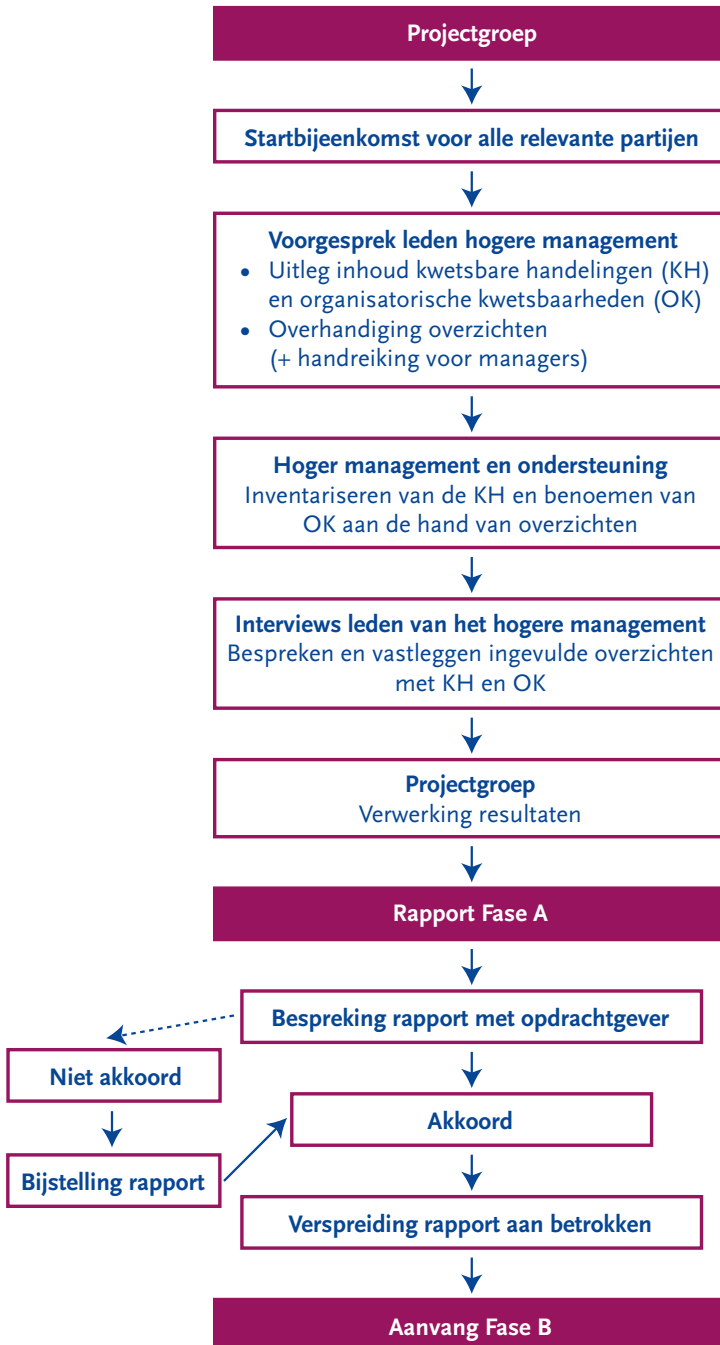 Projectgroep
Startbijeenkomst voor alle relevante partijen
Voorgesprek leden hogere management
• Uitleg inhoud kwetsbare handelingen (KH)
en organisatorische kwetsbaarheden (OK)
• Overhandiging overzichten
(+ handreiking voor managers)
Hoger management en ondersteuning
Inventariseren van de KH en benoemen van
OK aan de hand van overzichten
Interviews leden van het hogere management
Bespreken en vastleggen ingevulde overzichten
met KH en OK
Projectgroep
Verwerking resultaten
Rapport Fase A
Bespreking rapport met opdrachtgever
Niet akkoord
Akkoord
Bijstelling rapport
Verspreiding rapport aan betrokken
Aanvang Fase B